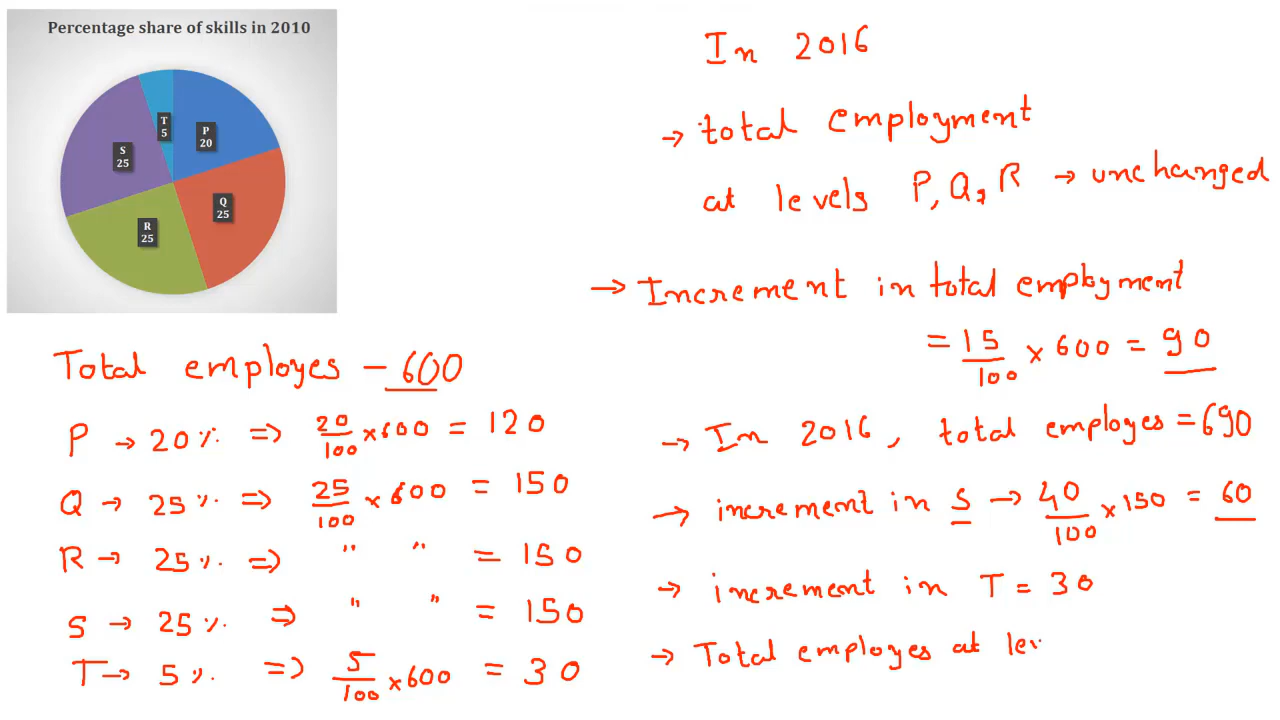 Percentage share of skills in 2010
T
5
P
20
S
25
Q
25
R
25
Total employes - 600
P → 20% ⇒ 20/100 × 600 = 120
Q → 25% ⇒ 25/100 × 600 = 150
R → 25% ⇒ " " = 150
S → 25% ⇒ " " = 150
T → 5% ⇒ 5/100 × 600 = 30
In 2016
→ total employment
at levels P, Q, R → unchanged
→ Increment in total employment
= 15/100 × 600 = 90
→ In 2016, total employes = 690
→ increment in S → 40/100 × 150 = 60
→ increment in T = 30
→ Total employes at